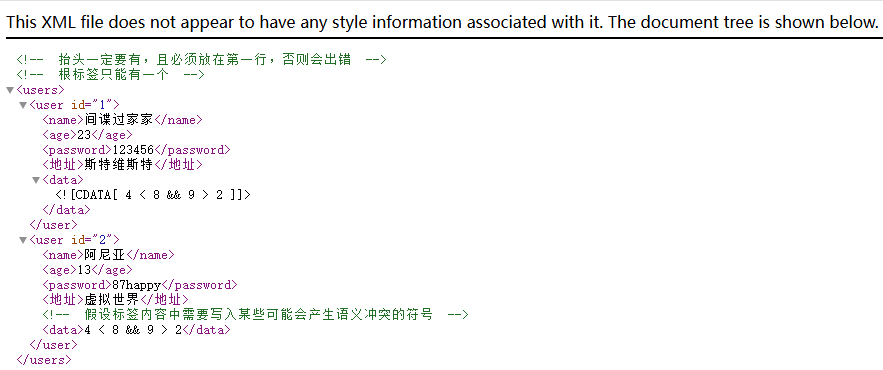 This XML file does not appear to have any style information associated with it. The document tree is shown below.
<!-- 抬头一定要有，且必须放在第一行，否则会出错 -->
<!-- 根标签只能有一个 -->
▼<users>
▼<user id="1">
<name>间谍过家家</name>
<age>23</age>
<password>123456</password>
<地址>斯特维斯特</地址>
▼<data>
<![CDATA[ 4 < 8 && 9 > 2 ]]>
</data>
</user>
▼<user id="2">
<name>阿尼亚</name>
<age>13</age>
<password>87happy</password>
<地址>虚拟世界</地址>
<!-- 假设标签内容中需要写入某些可能会产生语义冲突的符号 -->
<data>4 < 8 && 9 > 2</data>
</user>
</users>